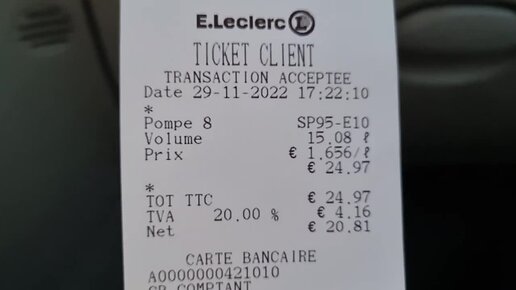 E.Leclerc L
TICKET CLIENT
TRANSACTION ACCEPTEE
Date 29-11-2022 17:22:10
*
Pompe 8 SP95-E10
Volume 15.08 ℓ
Prix € 1.656/ℓ
€ 24.97
*
TOT TTC € 24.97
TVA 20.00 % € 4.16
Net € 20.81
CARTE BANCAIRE
A0000000421010
CB COMPTANT